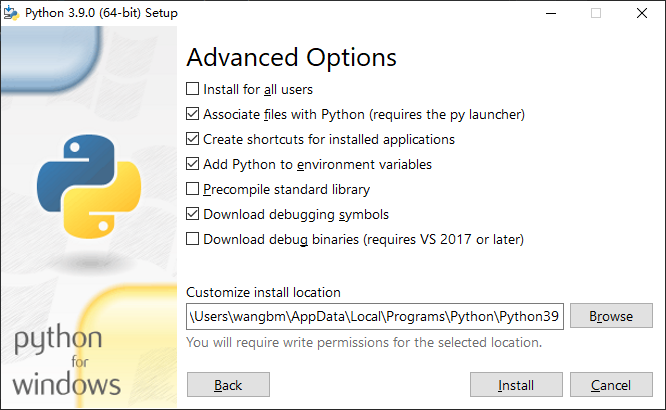 Python 3.9.0 (64-bit) Setup
Advanced Options
Install for all users
Associate files with Python (requires the py launcher)
Create shortcuts for installed applications
Add Python to environment variables
Precompile standard library
Download debugging symbols
Download debug binaries (requires VS 2017 or later)
Customize install location
\Users\wangbm\AppData\Local\Programs\Python\Python39
Browse
You will require write permissions for the selected location.
python
for
windows
Back
Install
Cancel